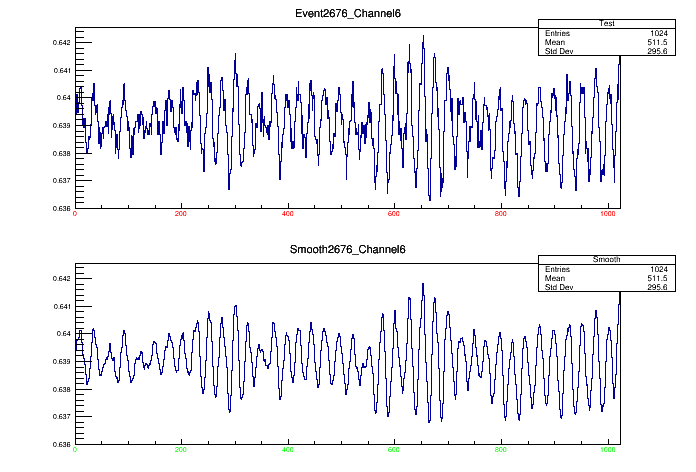 Event2676_Channel6
Test
Entries 1024
Mean 511.5
Std Dev 295.6
0.642
0.641
0.64
0.639
0.638
0.637
0.636
0 200 400 600 800 1000
Smooth2676_Channel6
Smooth
Entries 1024
Mean 511.5
Std Dev 295.6
0.642
0.641
0.64
0.639
0.638
0.637
0.636
0 200 400 600 800 1000